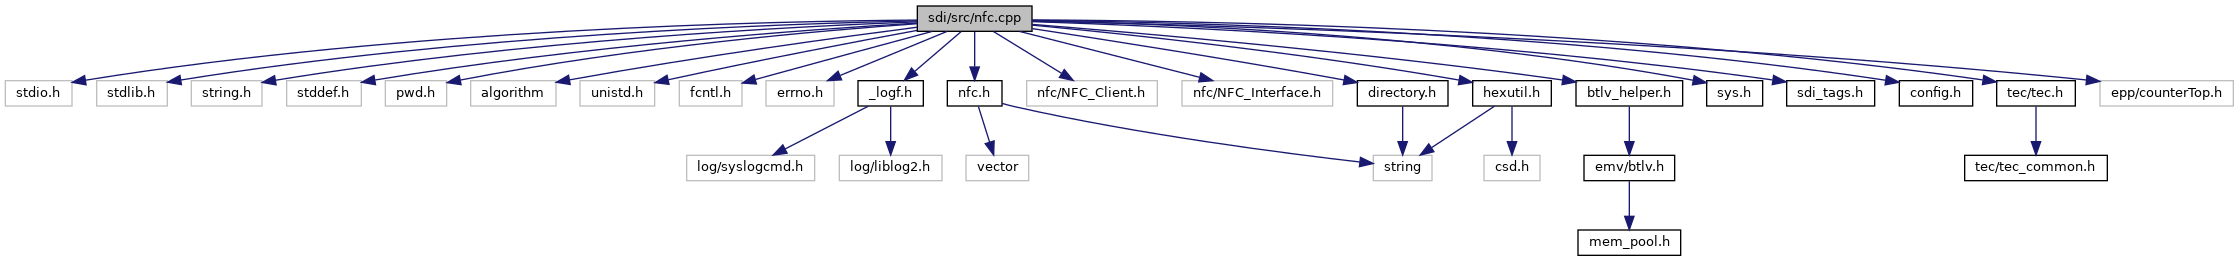 sdi/src/nfc.cpp
stdio.h
stdlib.h
string.h
stddef.h
pwd.h
algorithm
unistd.h
fcntl.h
errno.h
_logf.h
nfc.h
nfc/NFC_Client.h
nfc/NFC_Interface.h
directory.h
hexutil.h
btlv_helper.h
sys.h
sdi_tags.h
config.h
tec/tec.h
epp/counterTop.h
log/syslogcmd.h
log/liblog2.h
vector
string
csd.h
emv/btlv.h
tec/tec_common.h
mem_pool.h